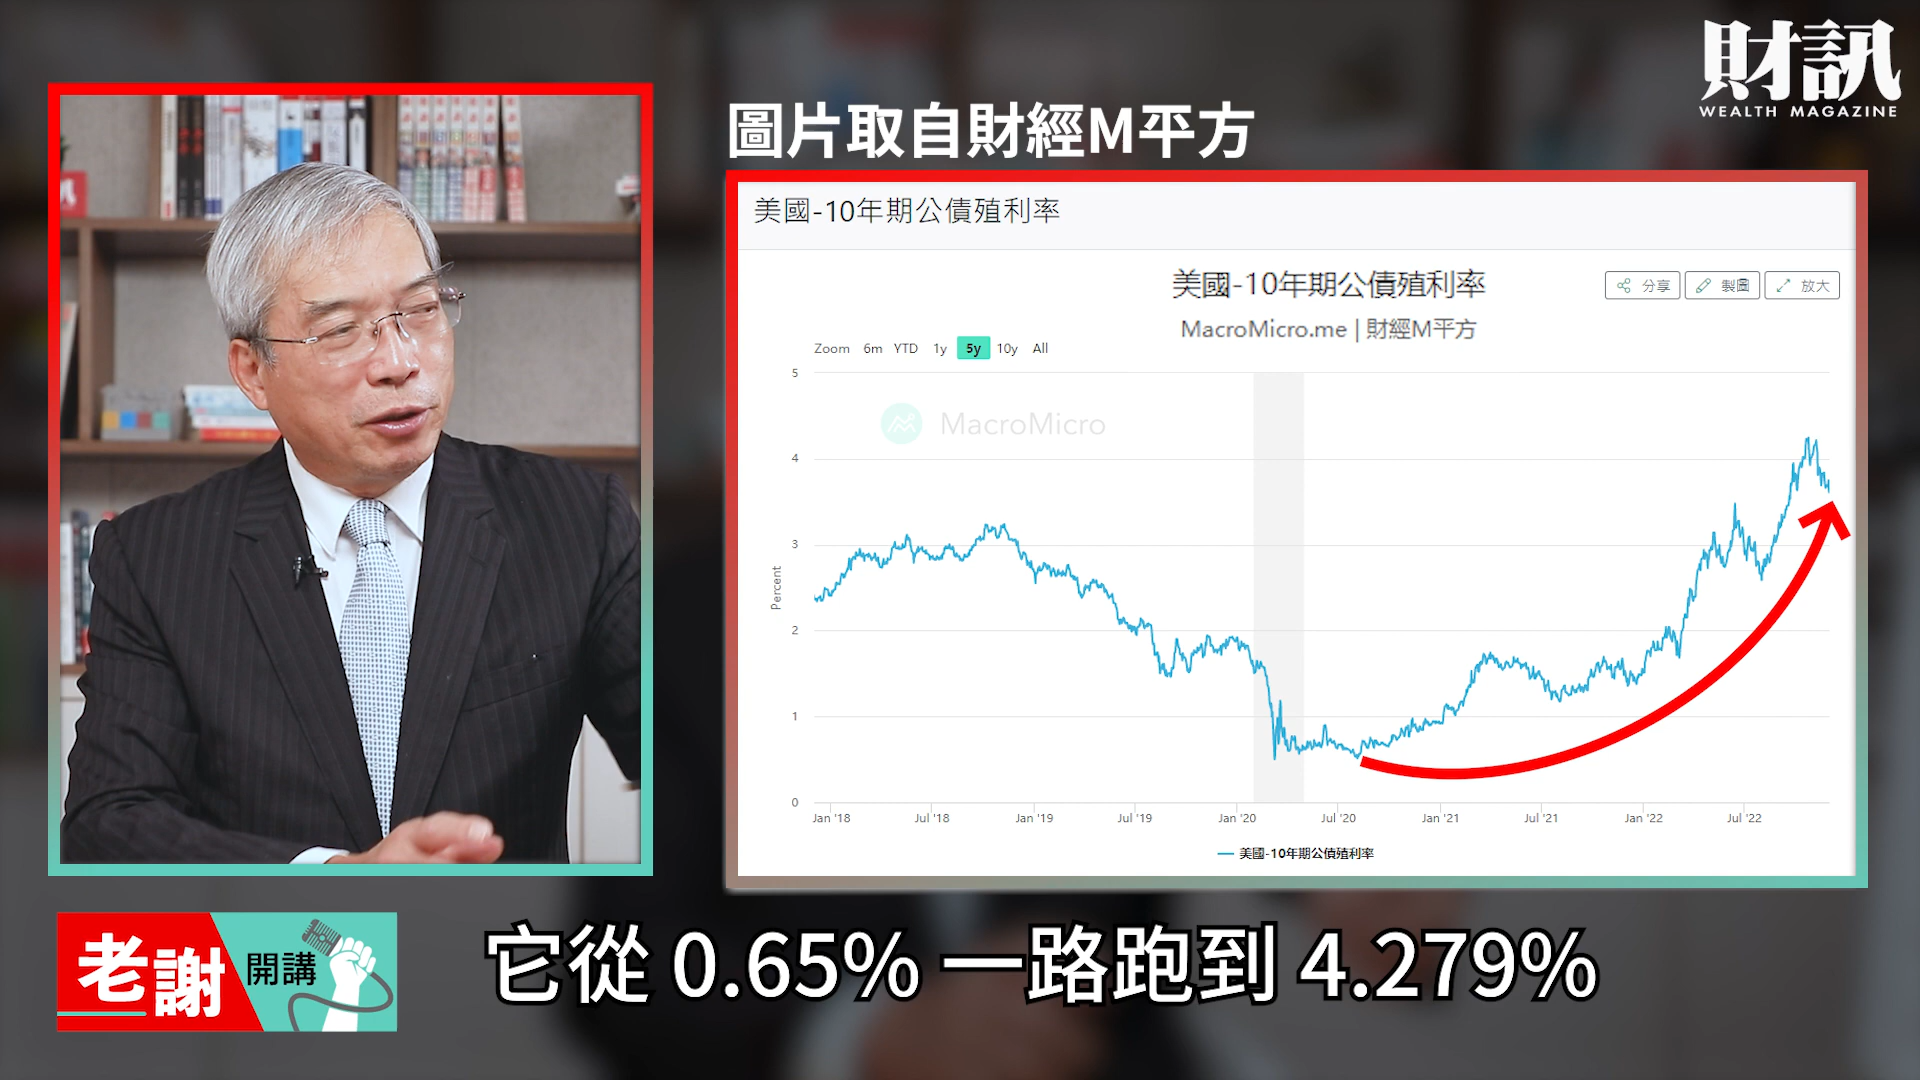 財訊
WEALTH MAGAZINE
圖片取自財經M平方
美國-10年期公債殖利率
美國-10年期公債殖利率
分享
製圖
放大
MacroMicro.me | 財經M平方
Zoom 6m YTD 1y 5y 10y All
MacroMicro
5
4
3
2
1
0
Percent
Jan '18 Jul '18 Jan '19 Jul '19 Jan '20 Jul '20 Jan '21 Jul '21 Jan '22 Jul '22
美國-10年期公債殖利率
老謝 開講
它從 0.65% 一路跑到 4.279%